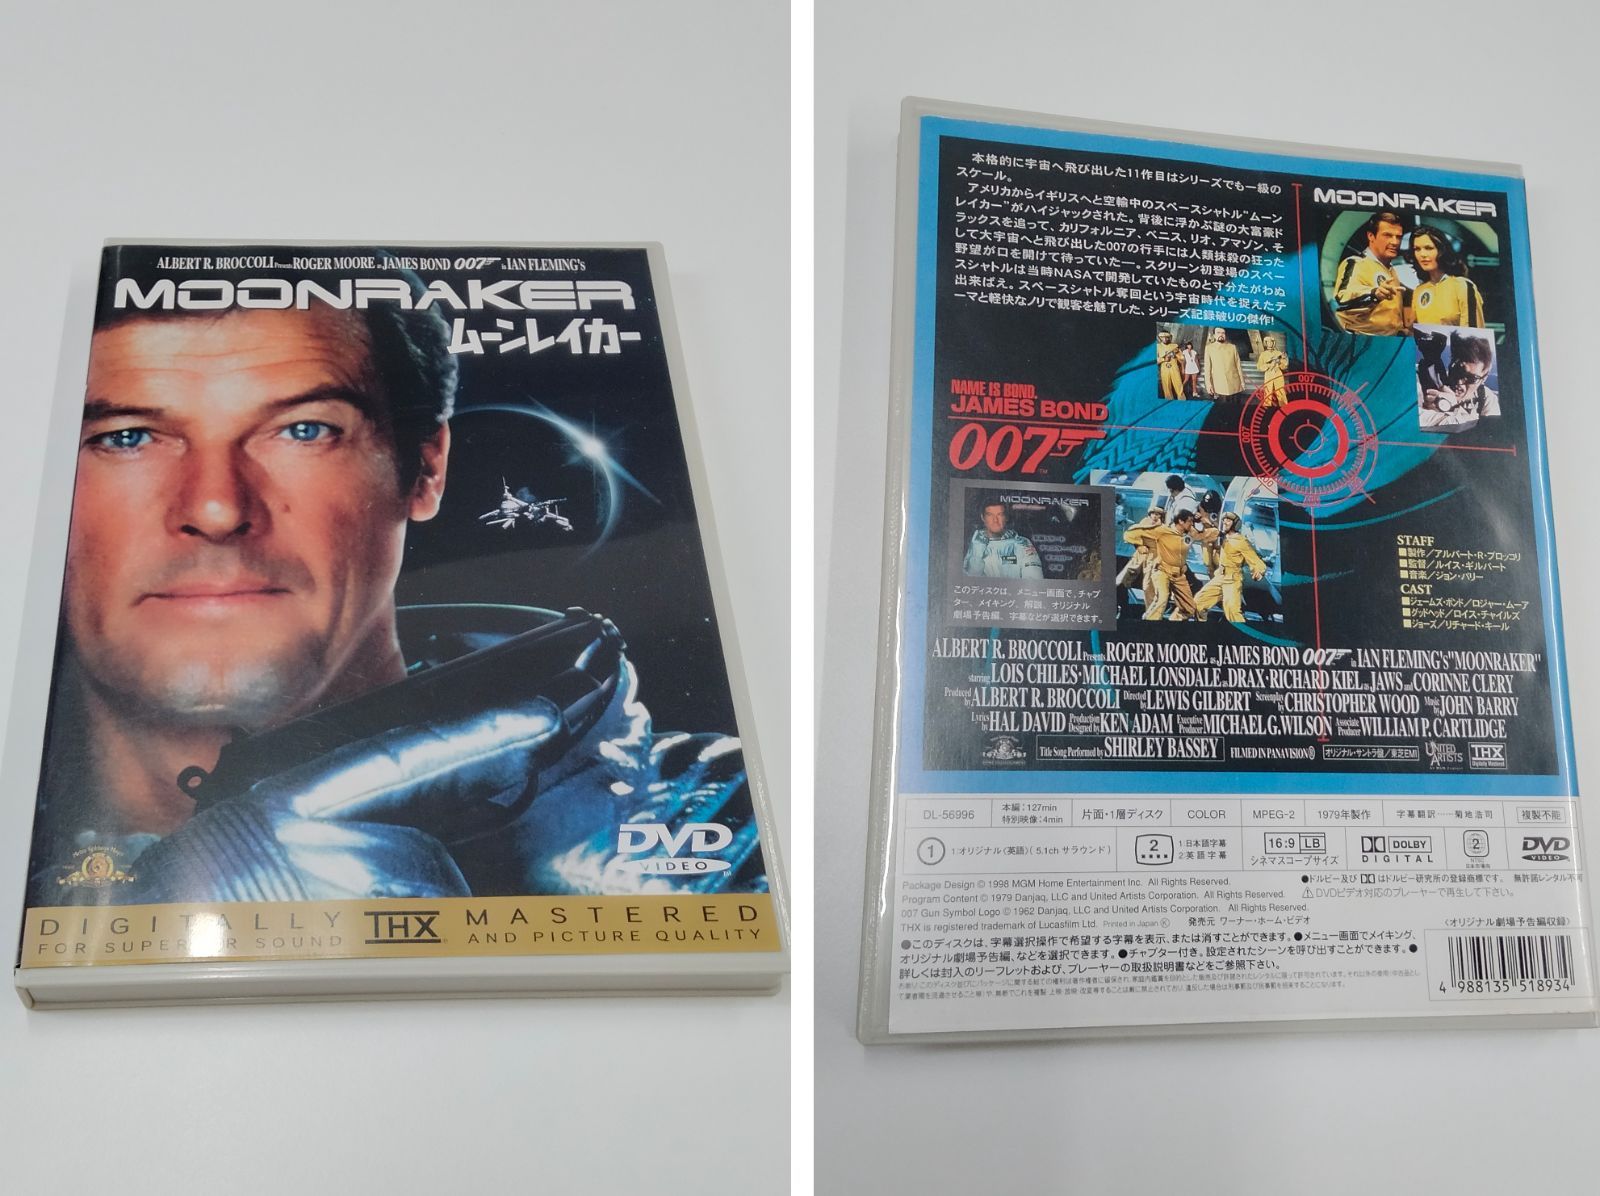 ALBERT R. BROCCOLI Presents ROGER MOORE as JAMES BOND 007 in IAN FLEMING'S
MOONRAKER
ムーンレイカー
DVD
VIDEO
DIGITALLY THX MASTERED
FOR SUPERIOR SOUND AND PICTURE QUALITY
本格的に宇宙へ飛び出した11作目はシリーズでも一級の
スケール。
アメリカからイギリスへと空輸中のスペースシャトル"ムーン
レイカー"がハイジャックされた。背後に浮かぶ謎の大富豪ド
ラックスを追って、カリフォルニア、ベニス、リオ、アマゾン、そ
して大宇宙へと飛び出した007の行手には人類抹殺の狂った
野望が口を開けて待っていた―。スクリーン初登場のスペー
スシャトルは当時NASAで開発していたものと寸分たがわぬ
出来ばえ。スペースシャトル奪回という宇宙時代を捉えたテ
ーマと軽快なノリで観客を魅了した、シリーズ記録破りの傑作!
MOONRAKER
NAME IS BOND.
JAMES BOND
007
MOONRAKER
このディスクは、メニュー画面で、チャプ
ター、メイキング、解説、オリジナル
劇場予告編、字幕などが選択できます。
STAFF
■製作／アルバート・R・ブロッコリ
■監督／ルイス・ギルバート
■音楽／ジョン・バリー
CAST
■ジェームズ・ボンド／ロジャー・ムーア
■グッドヘッド／ロイス・チャイルズ
■ジョーズ／リチャード・キール
ALBERT R. BROCCOLI Presents ROGER MOORE as JAMES BOND 007 in IAN FLEMING'S "MOONRAKER"
starring LOIS CHILES·MICHAEL LONSDALE as DRAX·RICHARD KIEL as JAWS and CORINNE CLERY
Produced by ALBERT R. BROCCOLI Directed by LEWIS GILBERT Screenplay by CHRISTOPHER WOOD Music by JOHN BARRY
Lyrics by HAL DAVID Production Designed by KEN ADAM Executive Producer MICHAEL G. WILSON Associate Producer WILLIAM P. CARTLIDGE
Title Song Performed by SHIRLEY BASSEY FILMED IN PANAVISION® オリジナル・サントラ盤／東芝EMI UNITED ARTISTS THX Digitally Mastered
DL-56996 本編:127min 特別映像:4min 片面・1層ディスク COLOR MPEG-2 1979年製作 字幕翻訳……菊地浩司 複製不能
1 1.オリジナル〈英語〉(5.1ch サラウンド) 2 1.日本語字幕 2.英語字幕 16:9 LB シネマスコープサイズ DOLBY DIGITAL 2 NTSC 日本市場向 DVD VIDEO
●ドルビー及びはドルビー研究所の登録商標です。 無許諾レンタル不可
⚠DVDビデオ対応のプレーヤーで再生して下さい。
Package Design © 1998 MGM Home Entertainment Inc. All Rights Reserved.
Program Content © 1979 Danjaq, LLC and United Artists Corporation. All Rights Reserved.
007 Gun Symbol Logo © 1962 Danjaq, LLC and United Artists Corporation. All Rights Reserved.
THX is registered trademark of Lucasfilm Ltd. Printed in Japan Ⓚ 発売元 ワーナー・ホーム・ビデオ
〈オリジナル劇場予告編収録〉
●このディスクは、字幕選択操作で希望する字幕を表示、または消すことができます。●メニュー画面でメイキング、
オリジナル劇場予告編、などを選択できます。●チャプター付き。設定されたシーンを呼び出すことができます。●
詳しくは封入のリーフレットおよび、プレーヤーの取扱説明書などをご参照下さい。
4 988135 518934